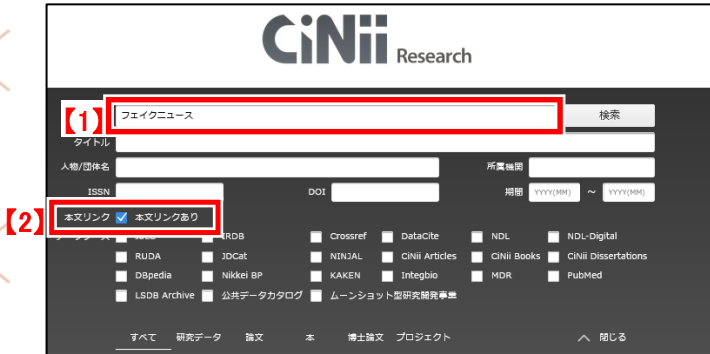 CiNii Research
【1】 フェイクニュース 検索
タイトル
人物/団体名 所属機関
ISSN DOI 期間 YYYY(MM) ~ YYYY(MM)
【2】 本文リンク 本文リンクあり
IRDB Crossref DataCite NDL NDL-Digital
RUDA JDCat NINJAL CiNii Articles CiNii Books CiNii Dissertations
DBpedia Nikkei BP KAKEN Integbio MDR PubMed
LSDB Archive 公共データカタログ ムーンショット型研究開発事業
すべて 研究データ 論文 本 博士論文 プロジェクト 閉じる